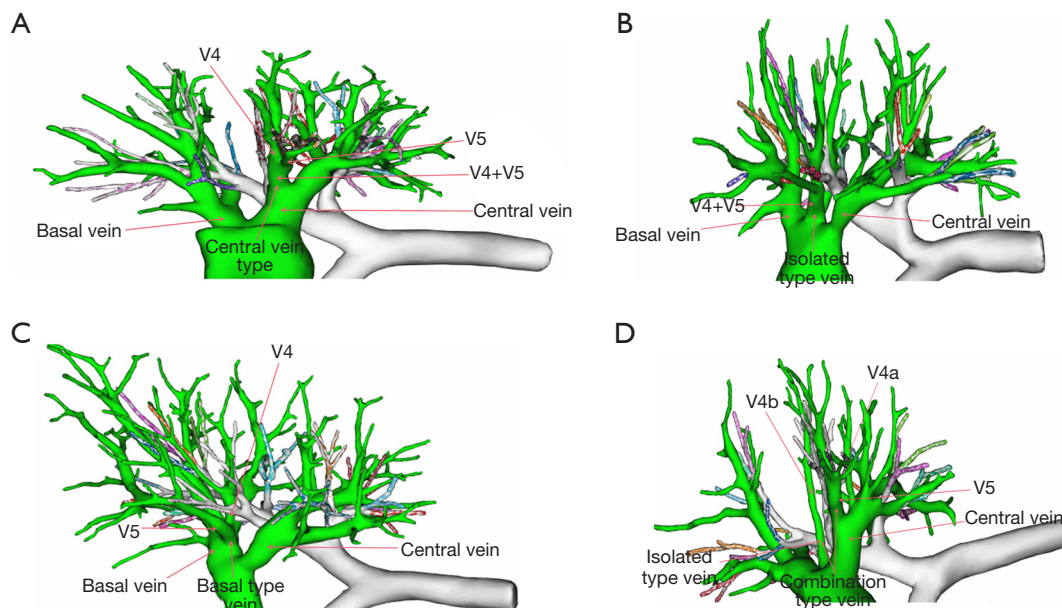 A
V4
V5
V4+V5
Central vein
Basal vein
Central vein
type
B
V4+V5
Basal vein
Central vein
Isolated
type vein
C
V4
V5
Central vein
Basal vein
Basal type
vein
D
V4a
V4b
V5
Central vein
Isolated
type vein
Combination
type vein